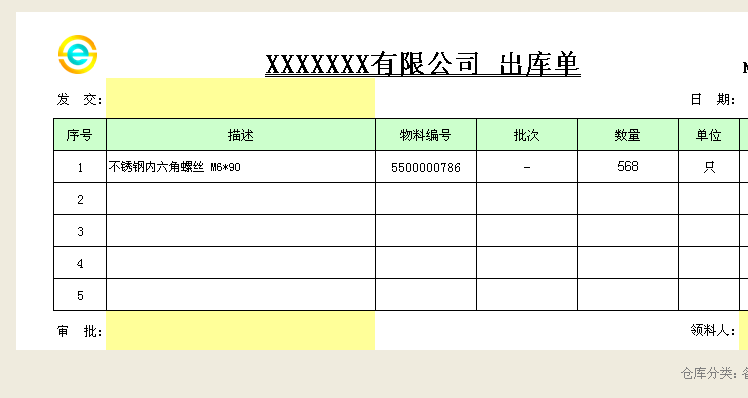 XXXXXXX有限公司 出库单
发 交:
日 期:
序号 描述 物料编号 批次 数量 单位
1 不锈钢内六角螺丝 M6*90 5500000786 - 568 只
2
3
4
5
审 批:
领料人:
仓库分类: